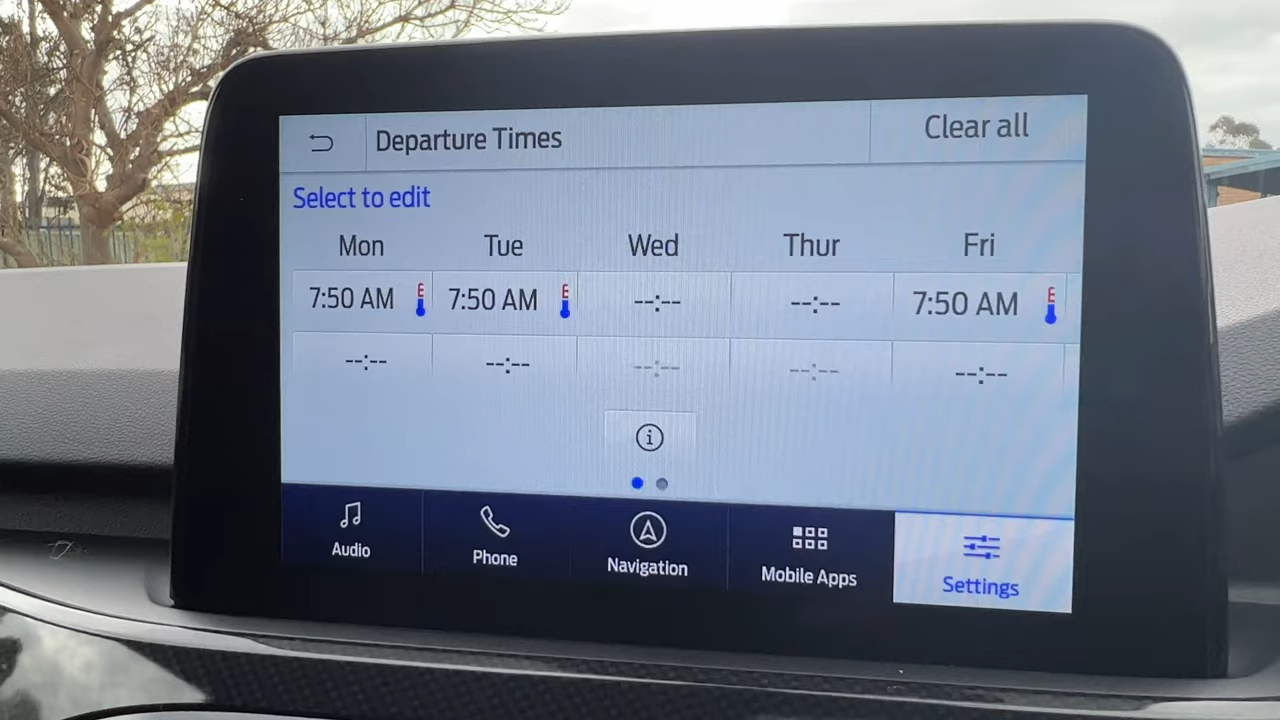 Departure Times
Clear all
Select to edit
Mon Tue Wed Thur Fri
7:50 AM E 7:50 AM E --:-- --:-- 7:50 AM E
--:-- --:-- --:-- --:-- --:--
i
Audio Phone Navigation Mobile Apps Settings